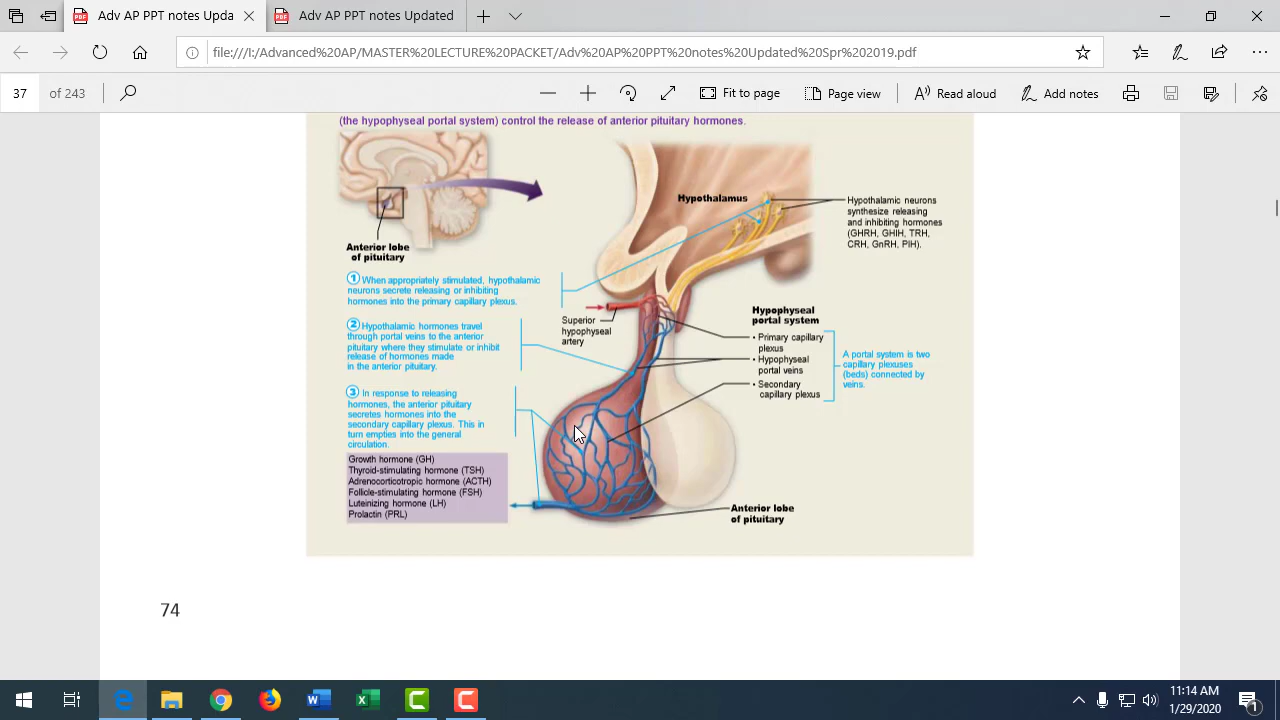 Adv AP PPT notes
file:///I:/Advanced%20AP/MASTER%20LECTURE%20PACKET/Adv%20AP%20PPT%20notes%20Updated%20Spr%202019.pdf
37 of 243
Fit to page
Page view
Read aloud
Add notes
(the hypophyseal portal system) control the release of anterior pituitary hormones.
Hypothalamus
Hypothalamic neurons
synthesize releasing
and inhibiting hormones
(GHRH, GHIH, TRH,
CRH, GnRH, PIH).
Anterior lobe
of pituitary
1 When appropriately stimulated, hypothalamic
neurons secrete releasing or inhibiting
hormones into the primary capillary plexus.
Superior
hypophyseal
artery
Hypophyseal
portal system
• Primary capillary
plexus
• Hypophyseal
portal veins
• Secondary
capillary plexus
A portal system is two
capillary plexuses
(beds) connected by
veins.
2 Hypothalamic hormones travel
through portal veins to the anterior
pituitary where they stimulate or inhibit
release of hormones made
in the anterior pituitary.
3 In response to releasing
hormones, the anterior pituitary
secretes hormones into the
secondary capillary plexus. This in
turn empties into the general
circulation.
Growth hormone (GH)
Thyroid-stimulating hormone (TSH)
Adrenocorticotropic hormone (ACTH)
Follicle-stimulating hormone (FSH)
Luteinizing hormone (LH)
Prolactin (PRL)
Anterior lobe
of pituitary
74
11:14 AM
1/29/2020
1